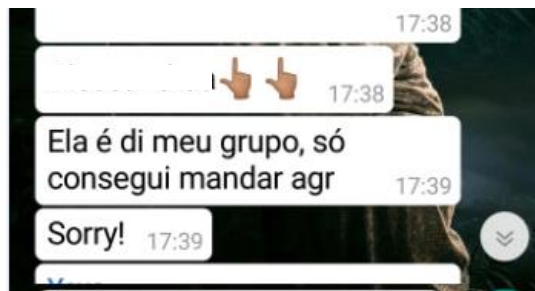 17:38
👆🏽👆🏽 17:38
Ela é di meu grupo, só
consegui mandar agr 17:39
Sorry! 17:39